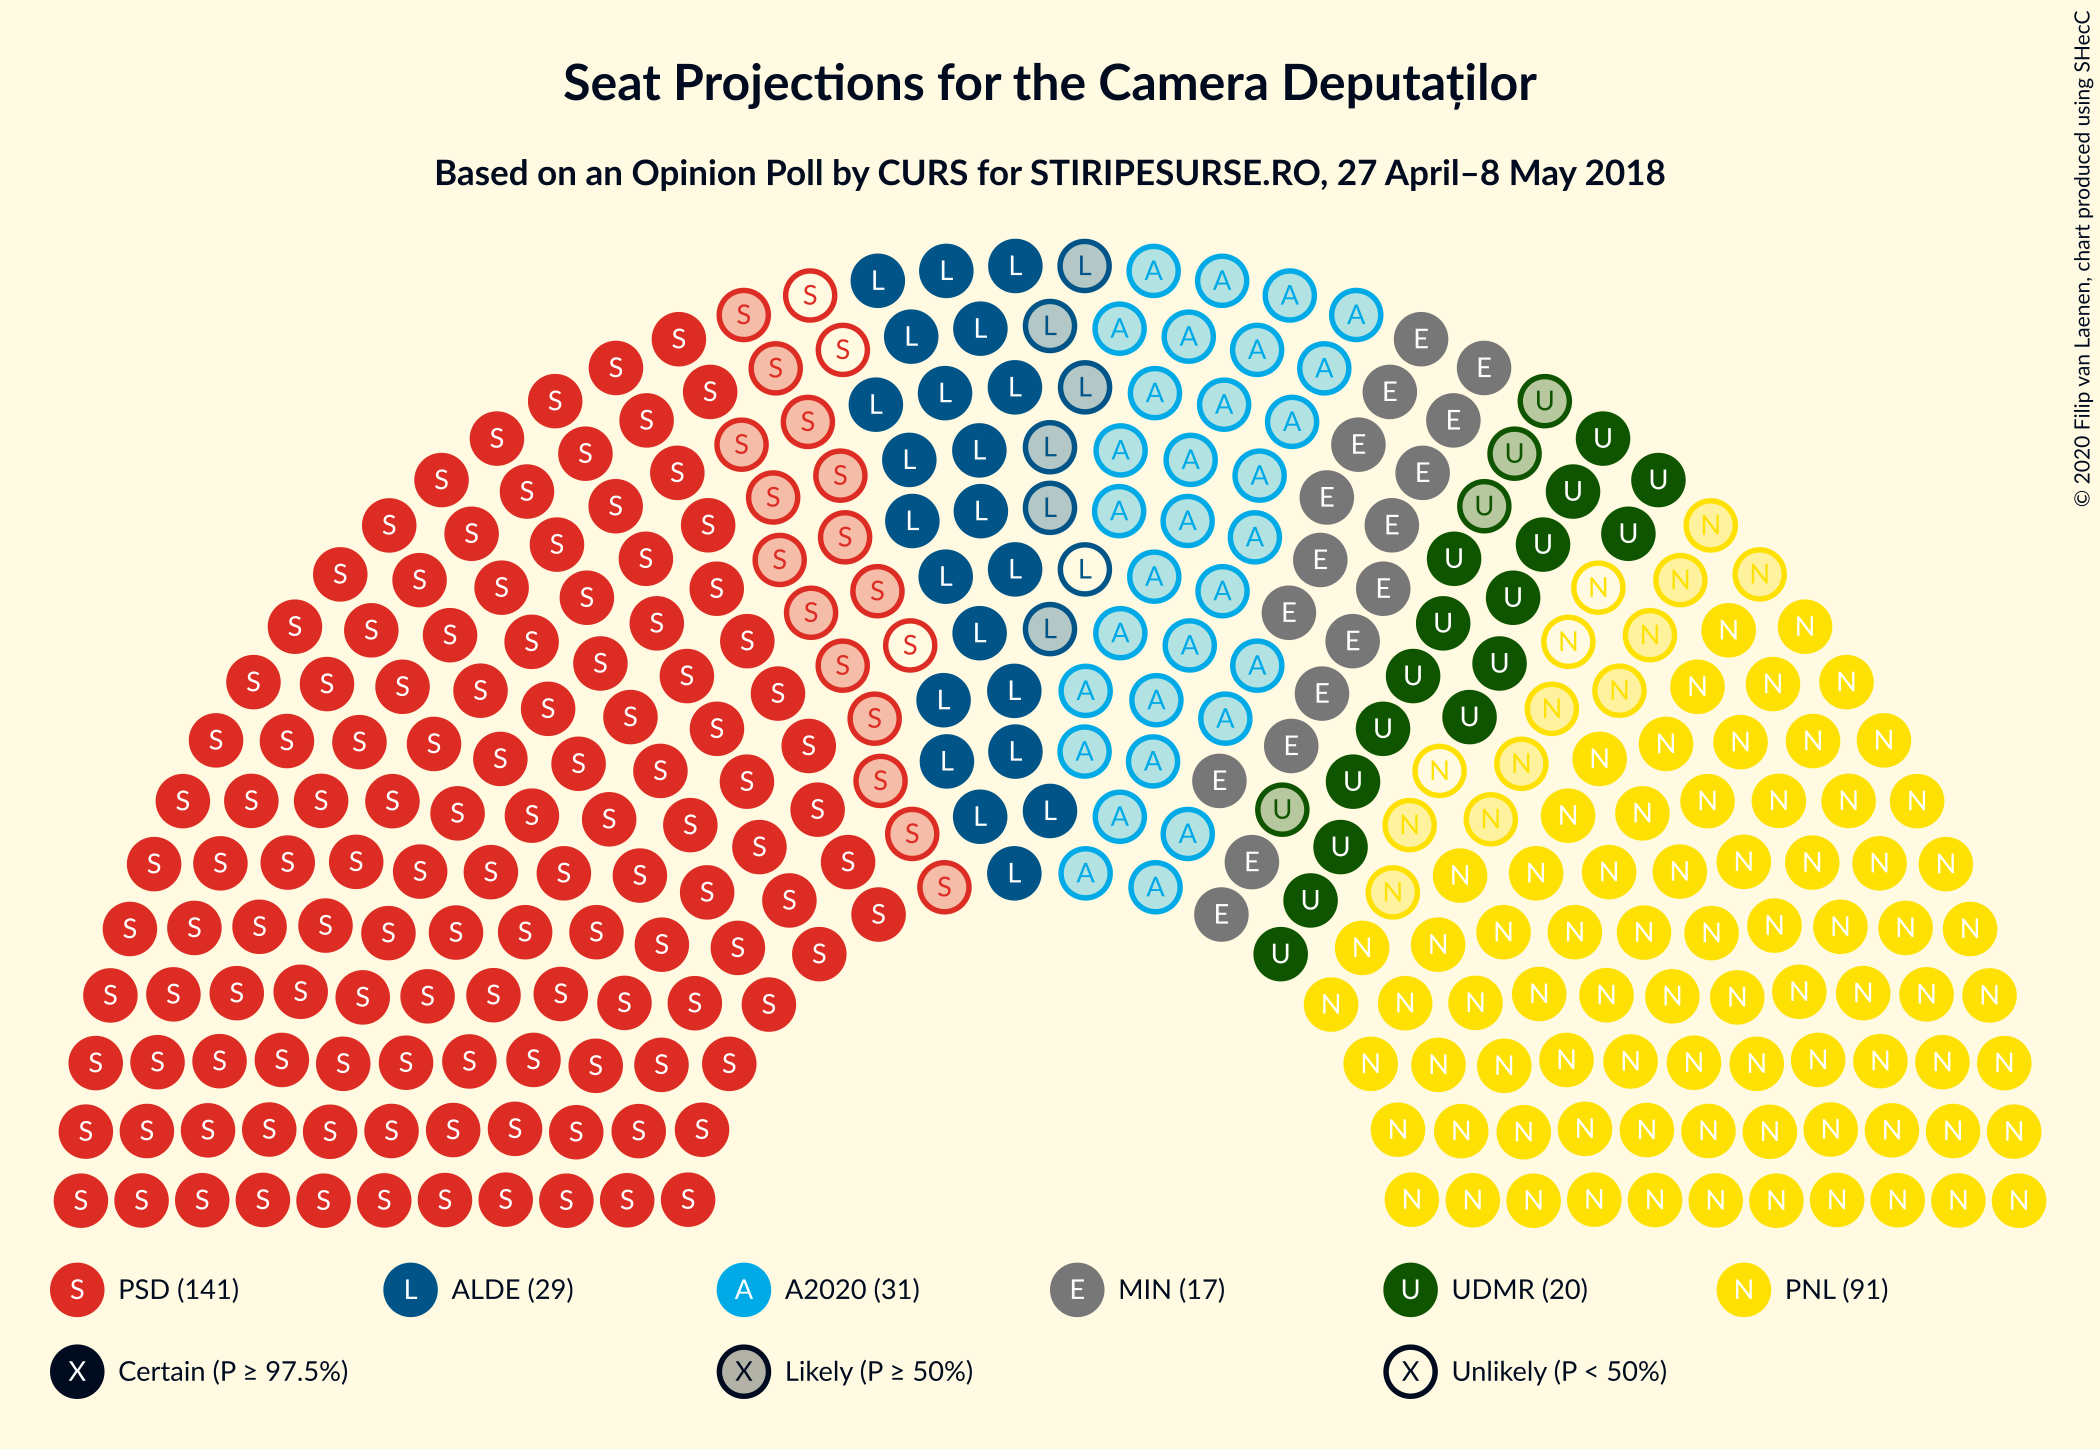 Seat Projections for the Camera Deputaților
Based on an Opinion Poll by CURS for STIRIPESURSE.RO, 27 April–8 May 2018
© 2020 Filip van Laenen, chart produced using SHecC
S PSD (141) L ALDE (29) A A2020 (31) E MIN (17) U UDMR (20) N PNL (91)
X Certain (P ≥ 97.5%) X Likely (P ≥ 50%) X Unlikely (P < 50%)